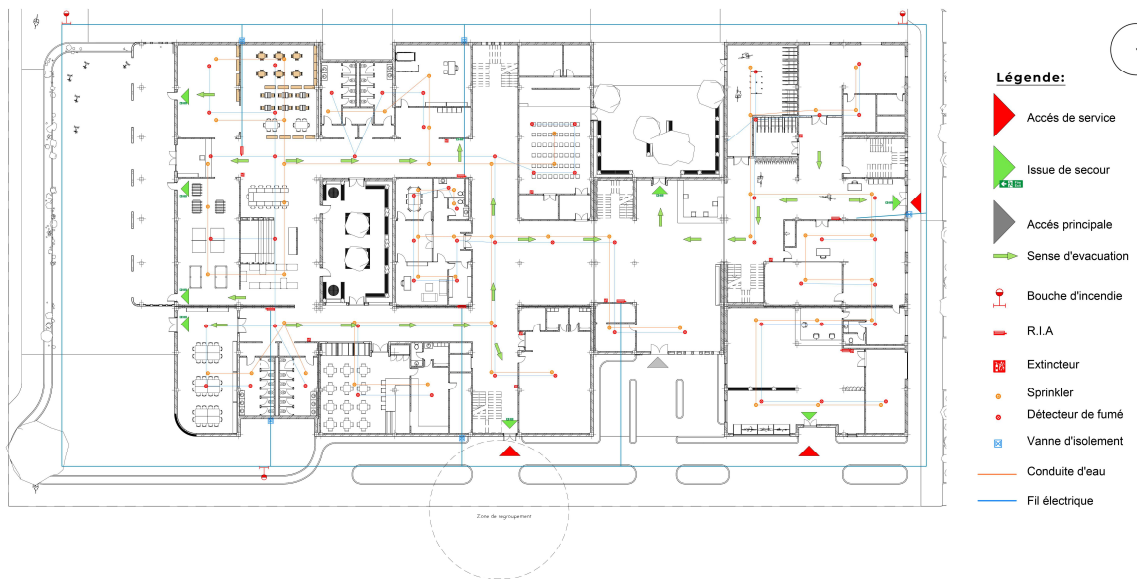 Légende:
Accés de service
Issue de secour
Accés principale
Sense d'evacuation
Bouche d'incendie
R.I.A
Extincteur
Sprinkler
Détecteur de fumé
Vanne d'isolement
Conduite d'eau
Fil électrique
Zone de regroupement